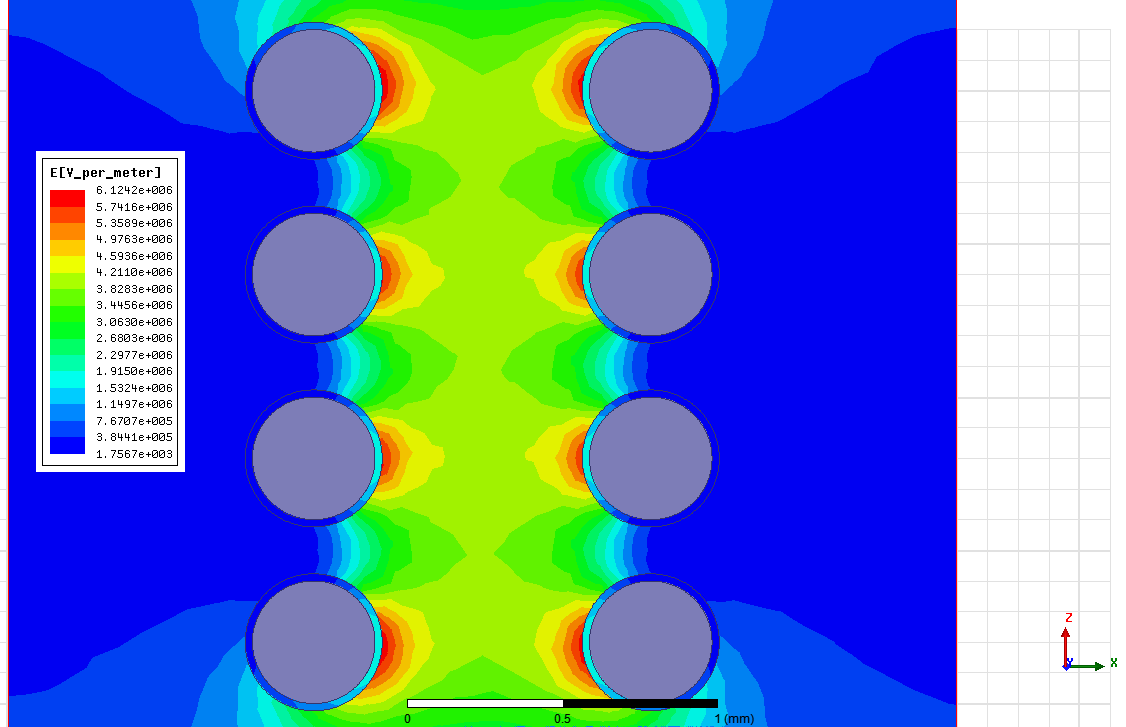 E[V_per_meter]
6.1242e+006
5.7416e+006
5.3589e+006
4.9763e+006
4.5936e+006
4.2110e+006
3.8283e+006
3.4456e+006
3.0630e+006
2.6803e+006
2.2977e+006
1.9150e+006
1.5324e+006
1.1497e+006
7.6707e+005
3.8441e+005
1.7567e+003
Z
Y
X
0 0.5 1 (mm)